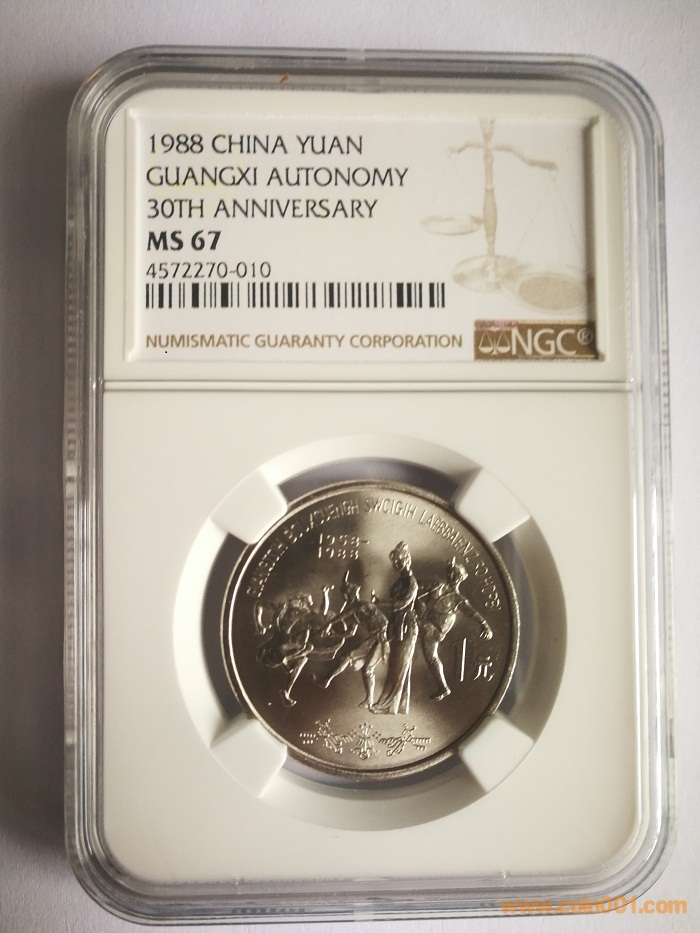 1988 CHINA YUAN
GUANGXI AUTONOMY
30TH ANNIVERSARY
MS 67
4572270-010
NUMISMATIC GUARANTY CORPORATION
NGC®
1958-
1988
1元
www.coin001.com